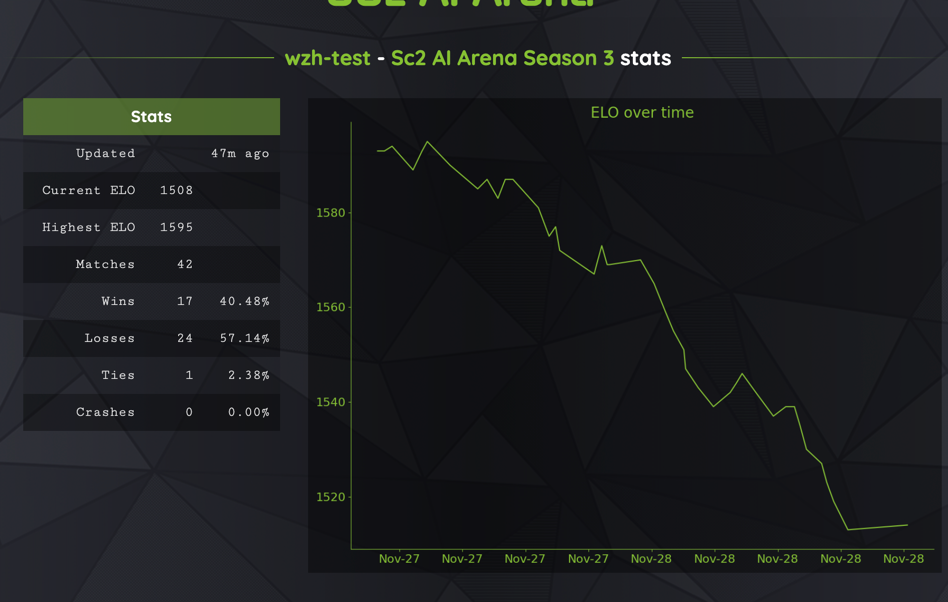 wzh-test - Sc2 AI Arena Season 3 stats
Stats
Updated 47m ago
Current ELO 1508
Highest ELO 1595
Matches 42
Wins 17 40.48%
Losses 24 57.14%
Ties 1 2.38%
Crashes 0 0.00%
ELO over time
1580
1560
1540
1520
Nov-27 Nov-27 Nov-27 Nov-27 Nov-28 Nov-28 Nov-28 Nov-28 Nov-28